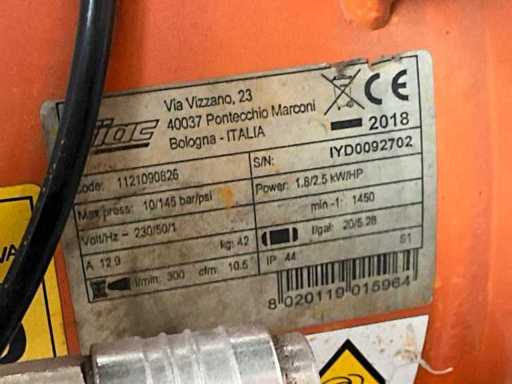 Via Vizzano, 23
40037 Pontecchio Marconi
Bologna - ITALIA
CE
2018
Code: 1121090826
S/N: IYD0092702
Max press: 10/145 bar/psi
Power: 1.8/2.5 kW/HP
Volt/Hz - 230/50/1
min -1: 1450
A 12.9
kg: 42
l/gal: 20/5.28
l/min: 300 cfm: 10.5
IP 44
S1
8 020119 015964